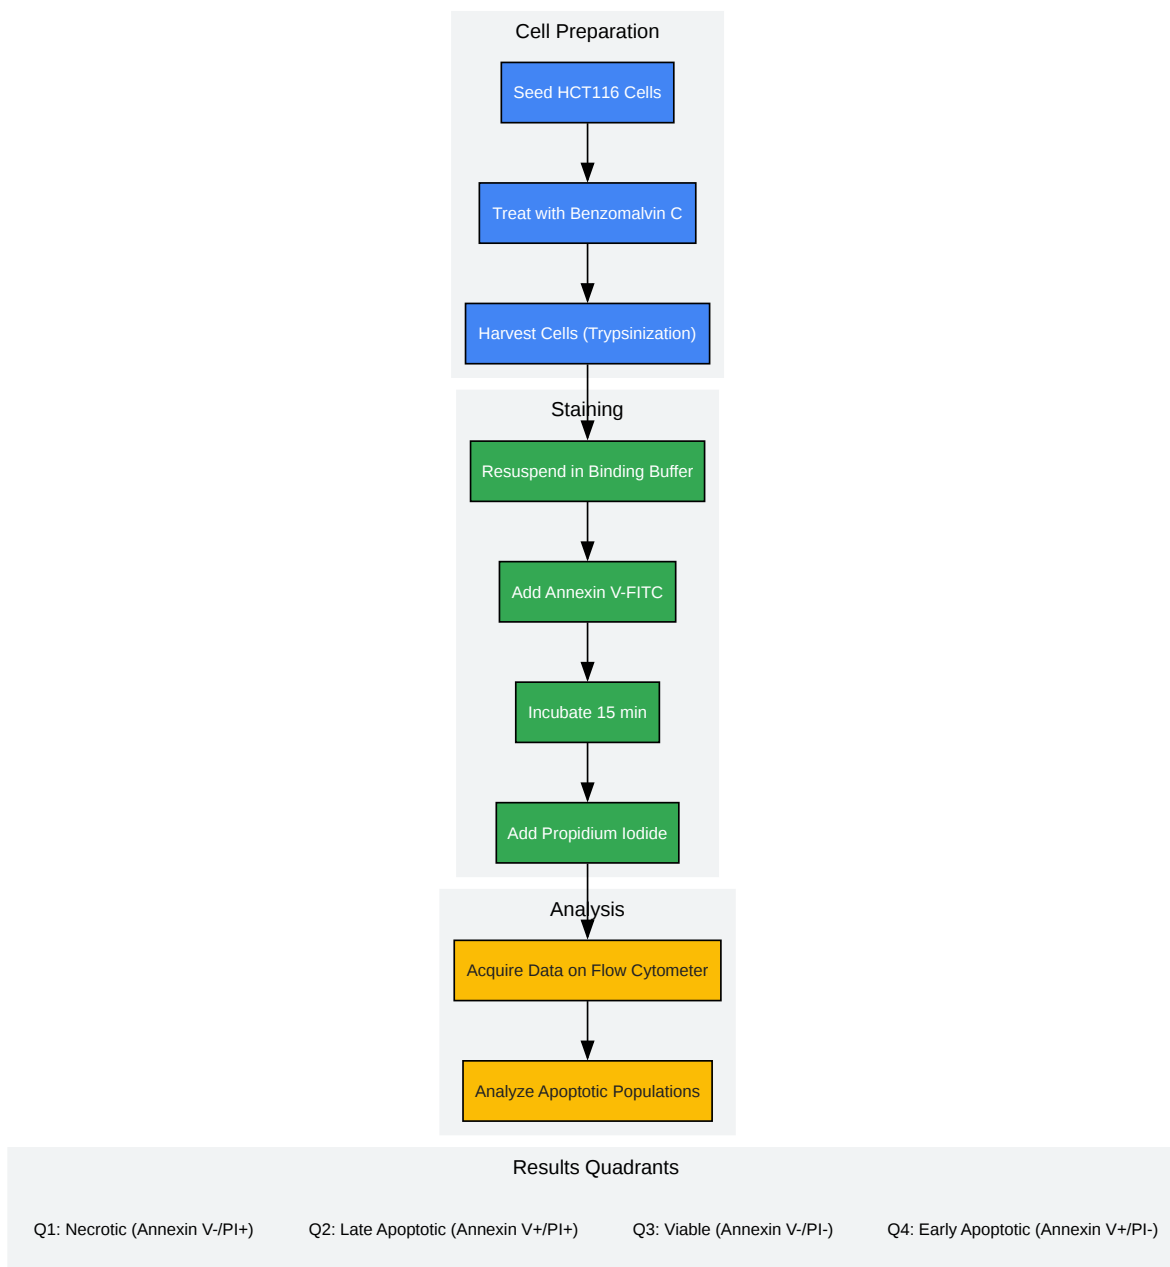 Cell Preparation
Seed HCT116 Cells
Treat with Benzomalvin C
Harvest Cells (Trypsinization)
Staining
Resuspend in Binding Buffer
Add Annexin V-FITC
Incubate 15 min
Add Propidium Iodide
Analysis
Acquire Data on Flow Cytometer
Analyze Apoptotic Populations
Results Quadrants
Q1: Necrotic (Annexin V-/PI+)
Q2: Late Apoptotic (Annexin V+/PI+)
Q3: Viable (Annexin V-/PI-)
Q4: Early Apoptotic (Annexin V+/PI-)